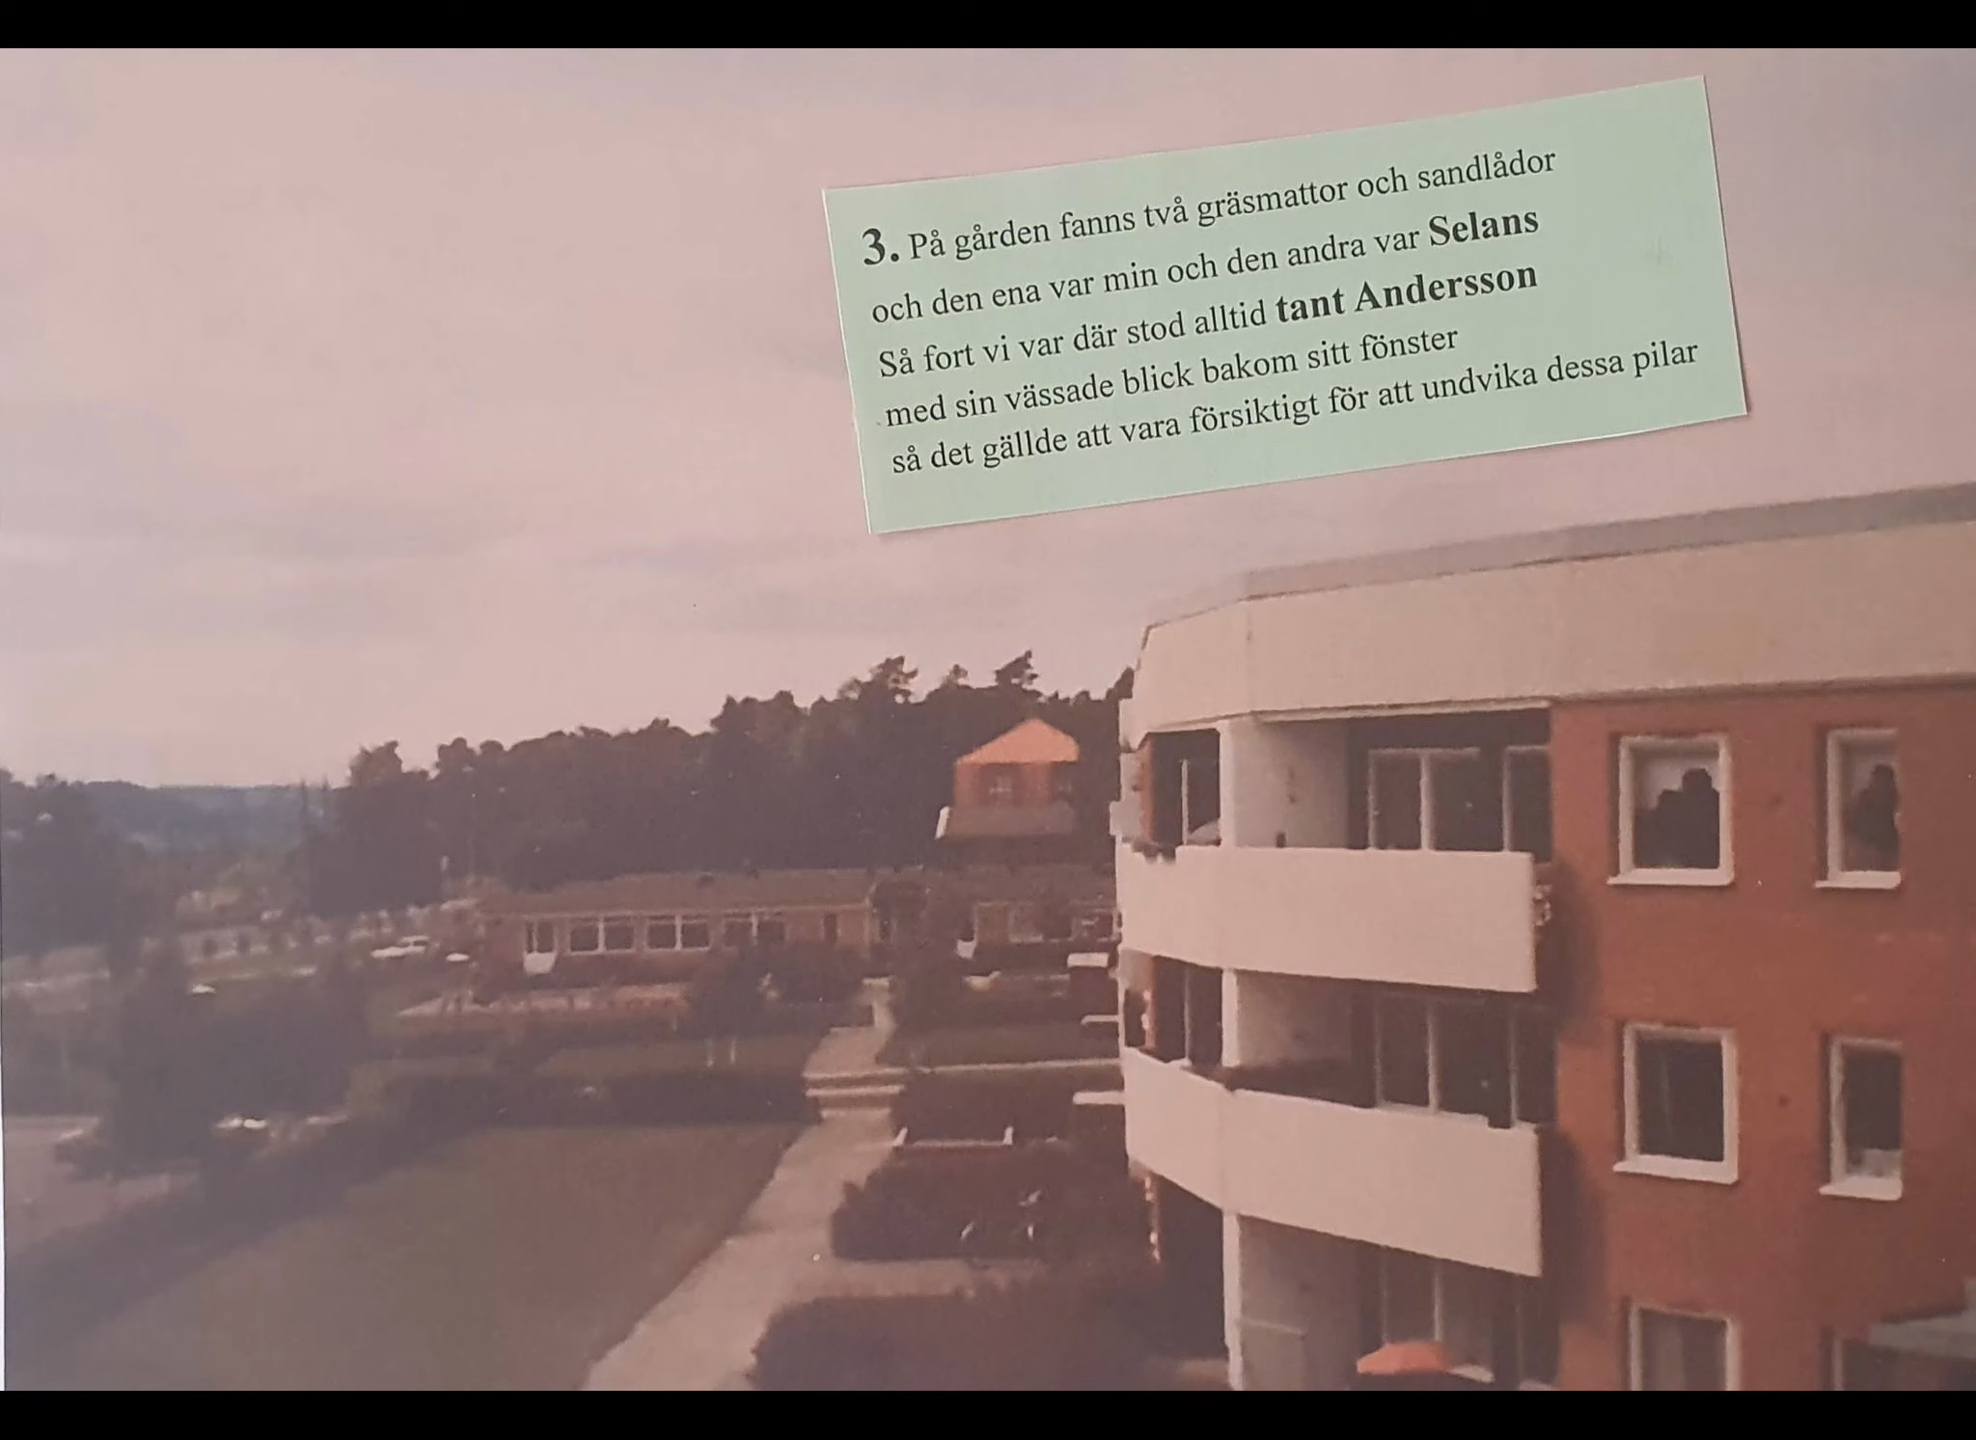 3. På gården fanns två gräsmattor och sandlådor
och den ena var min och den andra var Selans
Så fort vi var där stod alltid tant Andersson
med sin vässade blick bakom sitt fönster
så det gällde att vara försiktigt för att undvika dessa pilar